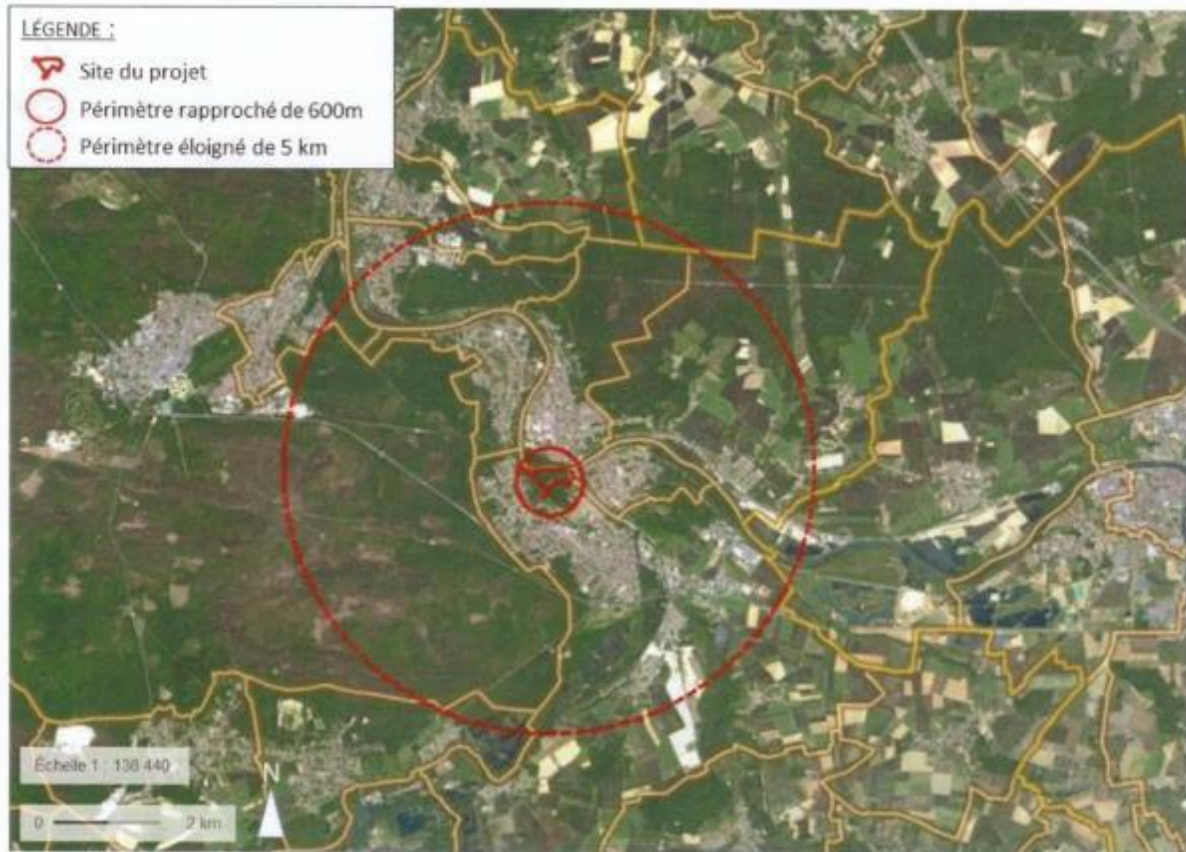 LÉGENDE :
Site du projet
Périmètre rapproché de 600m
Périmètre éloigné de 5 km
Échelle 1 : 136 440
N
0 2 km